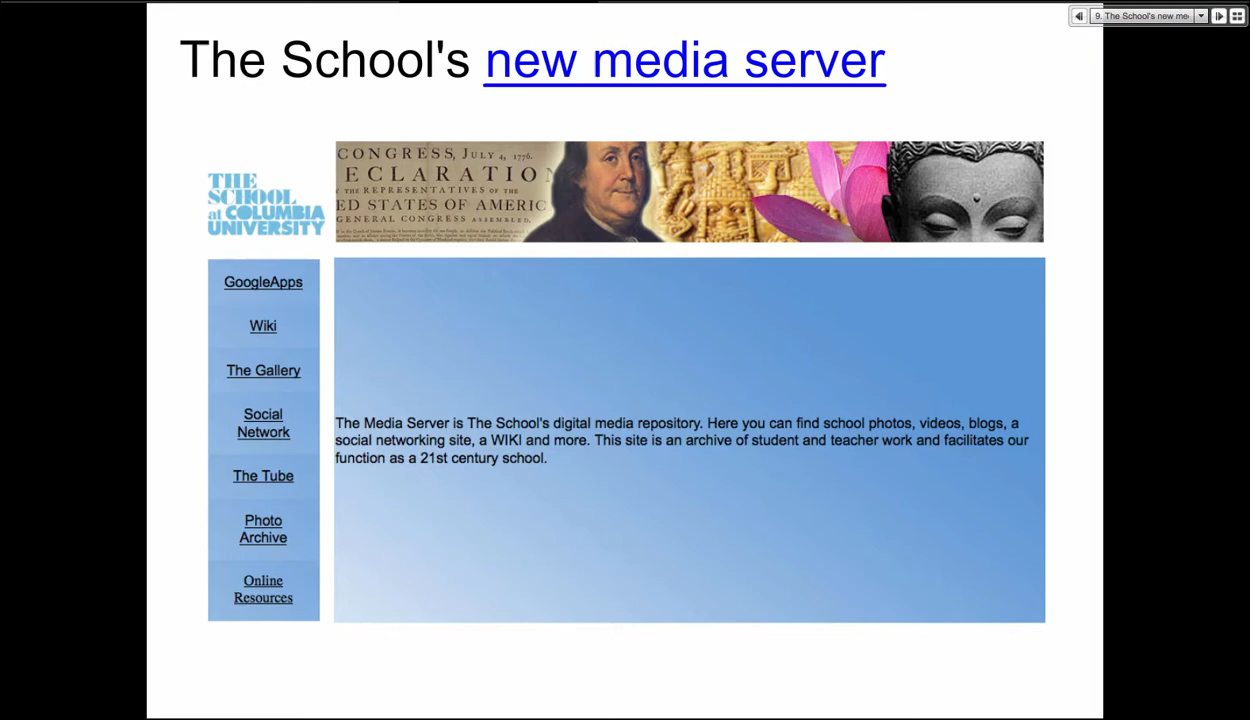 9. The School's new me
The School's new media server
CONGRESS, JULY 4, 1776.
ECLARATION
THE REPRESENTATIVES OF THE
ED STATES OF AMERIC
GENERAL CONGRESS ASSEMBLED.
THE
SCHOOL
at COLUMBIA
UNIVERSITY
GoogleApps
Wiki
The Gallery
Social
Network
The Tube
Photo
Archive
Online
Resources
The Media Server is The School's digital media repository. Here you can find school photos, videos, blogs, a
social networking site, a WIKI and more. This site is an archive of student and teacher work and facilitates our
function as a 21st century school.